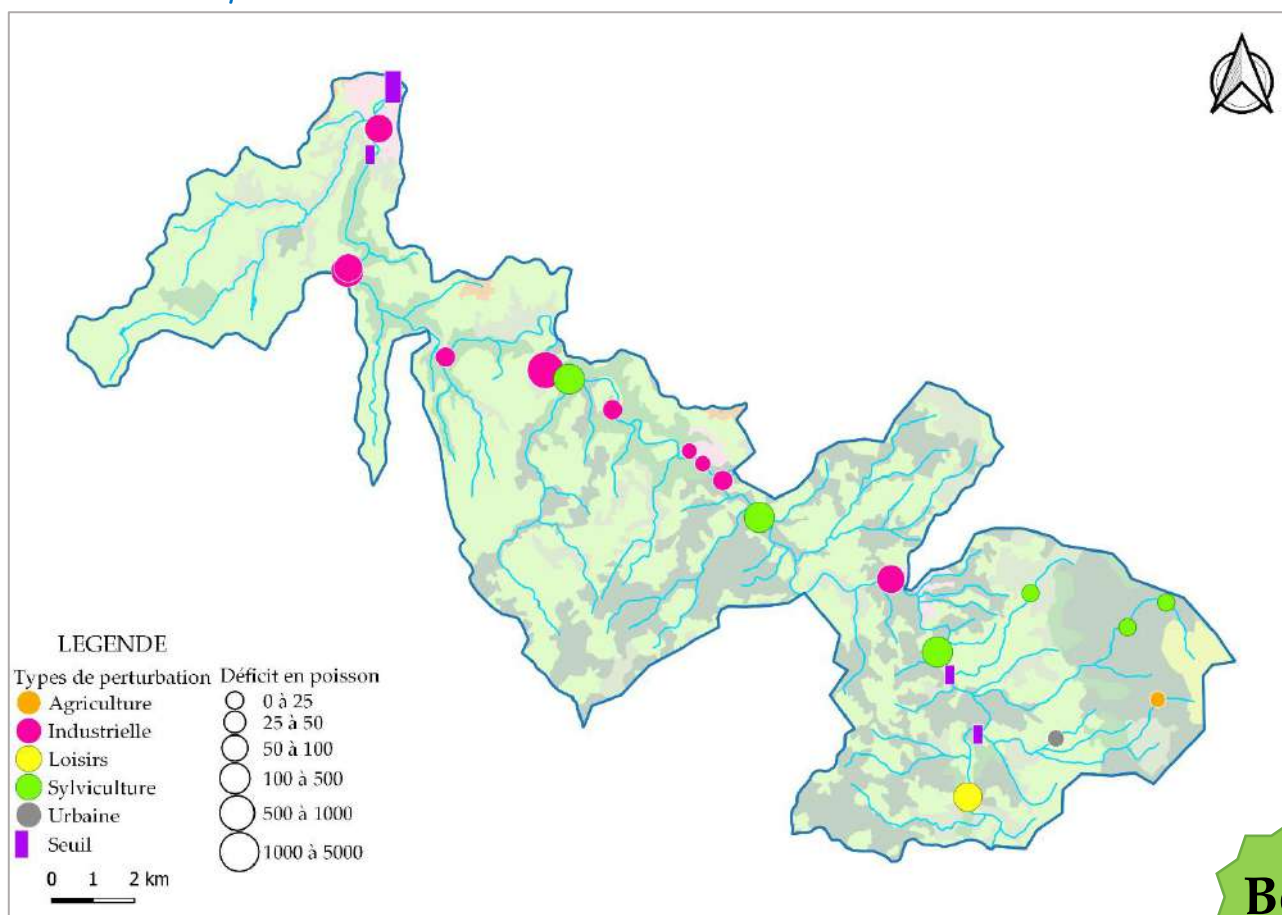 LEGENDE
Types de perturbation
Agriculture
Industrielle
Loisirs
Sylviculture
Urbaine
Seuil
Déficit en poisson
0 à 25
25 à 50
50 à 100
100 à 500
500 à 1000
1000 à 5000
0 1 2 km